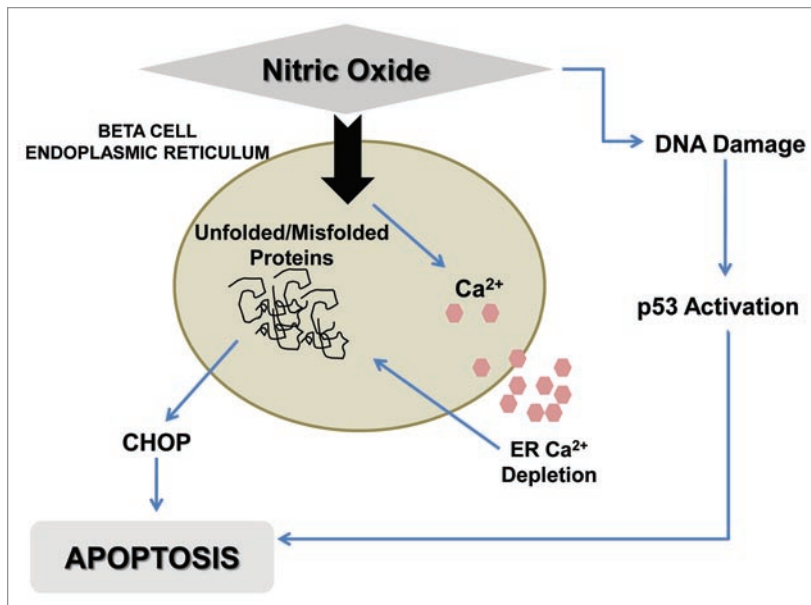 Nitric Oxide
BETA CELL
ENDOPLASMIC RETICULUM
DNA Damage
Unfolded/Misfolded
Proteins
Ca²⁺
p53 Activation
CHOP
ER Ca²⁺
Depletion
APOPTOSIS